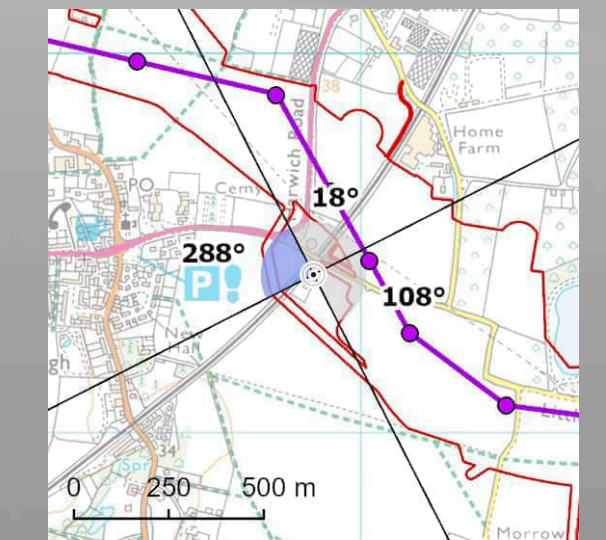 38
Home
Farm
PO
Cemy
rwich Road
18°
288°
P!
108°
New
Hall
gh
34
Spr
Littl
0 250 500 m
Morrow